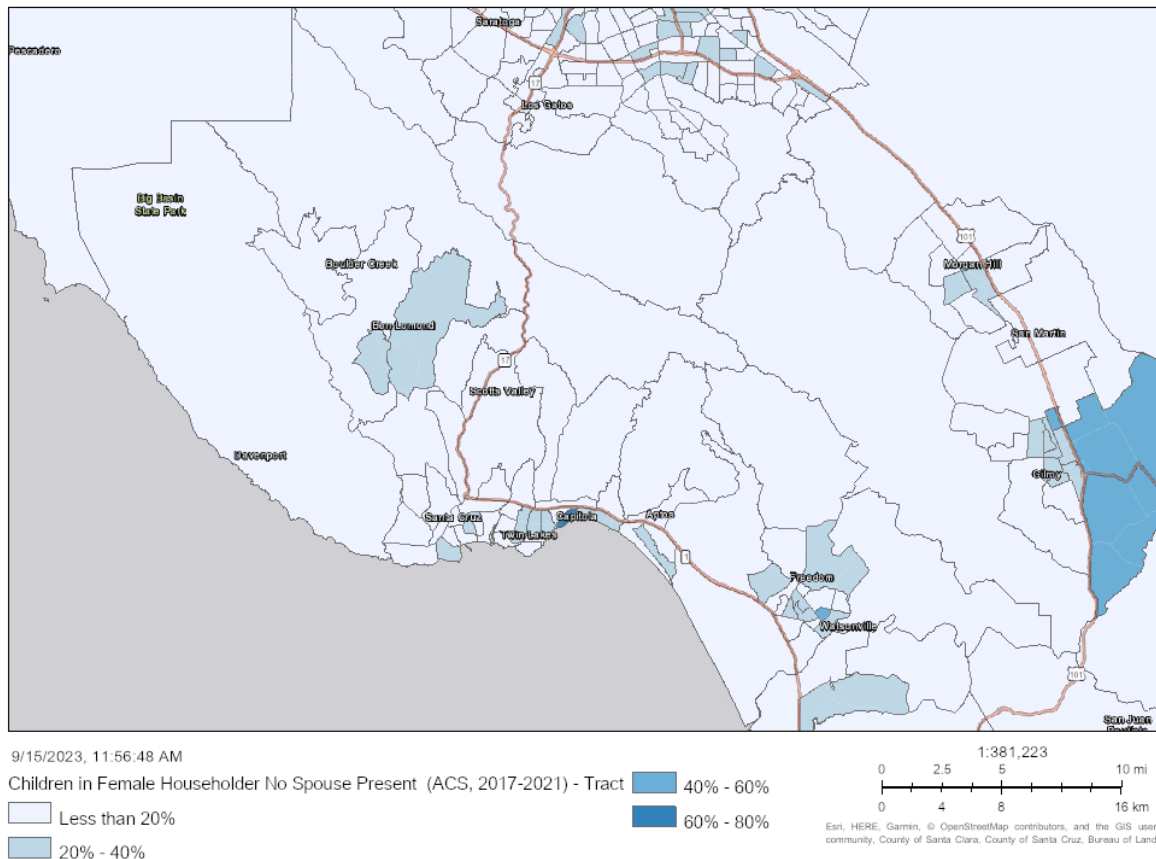 Saratoga
Pescadero
17
Los Gatos
Big Basin
State Park
101
Boulder Creek
Morgan Hill
Ben Lomond
San Martin
17
Scotts Valley
Davenport
Gilroy
Santa Cruz
Capitola
Aptos
Twin Lakes
1
Freedom
Watsonville
101
San Juan
Bautista
9/15/2023, 11:56:48 AM
Children in Female Householder No Spouse Present (ACS, 2017-2021) - Tract
Less than 20%
20% - 40%
40% - 60%
60% - 80%
1:381,223
0 2.5 5 10 mi
0 4 8 16 km
Esri, HERE, Garmin, © OpenStreetMap contributors, and the GIS user
community, County of Santa Clara, County of Santa Cruz, Bureau of Land